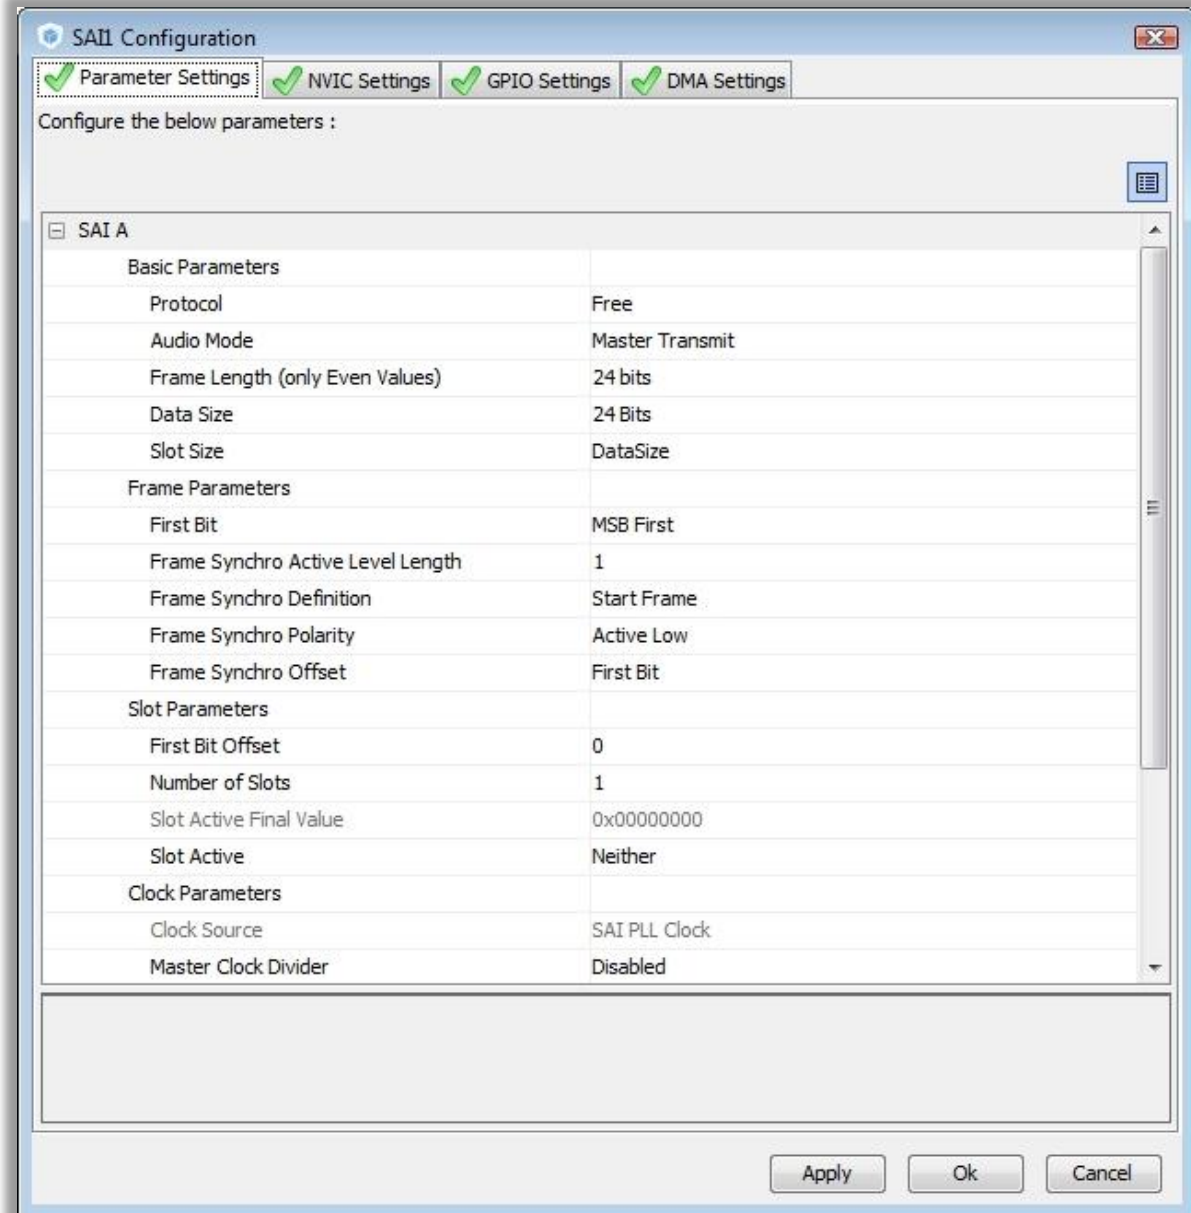 SAI1 Configuration
Parameter Settings NVIC Settings GPIO Settings DMA Settings
Configure the below parameters :
SAI A
Basic Parameters
Protocol Free
Audio Mode Master Transmit
Frame Length (only Even Values) 24 bits
Data Size 24 Bits
Slot Size DataSize
Frame Parameters
First Bit MSB First
Frame Synchro Active Level Length 1
Frame Synchro Definition Start Frame
Frame Synchro Polarity Active Low
Frame Synchro Offset First Bit
Slot Parameters
First Bit Offset 0
Number of Slots 1
Slot Active Final Value 0x00000000
Slot Active Neither
Clock Parameters
Clock Source SAI PLL Clock
Master Clock Divider Disabled
Apply Ok Cancel